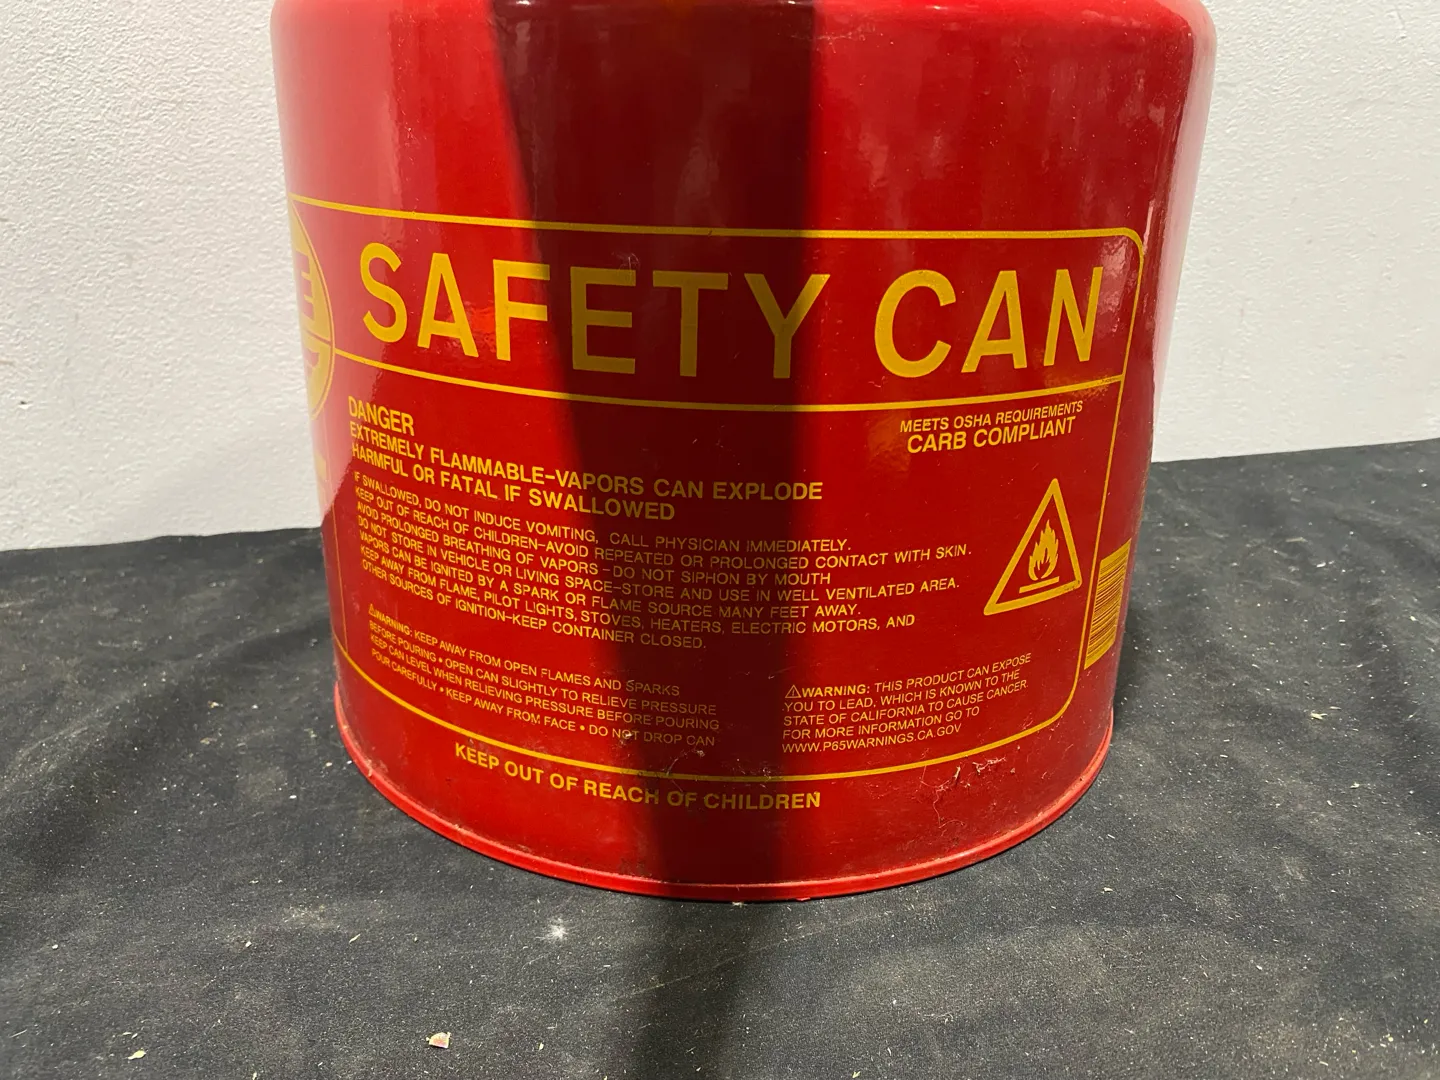 SAFETY CAN
DANGER
EXTREMELY FLAMMABLE-VAPORS CAN EXPLODE
HARMFUL OR FATAL IF SWALLOWED
IF SWALLOWED, DO NOT INDUCE VOMITING, CALL PHYSICIAN IMMEDIATELY.
KEEP OUT OF REACH OF CHILDREN-AVOID REPEATED OR PROLONGED CONTACT WITH SKIN.
AVOID PROLONGED BREATHING OF VAPORS-DO NOT SIPHON BY MOUTH
DO NOT STORE IN VEHICLE OR LIVING SPACE-STORE AND USE IN WELL VENTILATED AREA.
VAPORS CAN BE IGNITED BY A SPARK OR FLAME SOURCE MANY FEET AWAY.
KEEP AWAY FROM FLAME, PILOT LIGHTS, STOVES, HEATERS, ELECTRIC MOTORS, AND
OTHER SOURCES OF IGNITION-KEEP CONTAINER CLOSED.
MEETS OSHA REQUIREMENTS
CARB COMPLIANT
⚠WARNING: KEEP AWAY FROM OPEN FLAMES AND SPARKS
BEFORE POURING • OPEN CAN SLIGHTLY TO RELIEVE PRESSURE
KEEP CAN LEVEL WHEN RELIEVING PRESSURE BEFORE POURING
POUR CAREFULLY • KEEP AWAY FROM FACE • DO NOT DROP CAN
⚠WARNING: THIS PRODUCT CAN EXPOSE
YOU TO LEAD, WHICH IS KNOWN TO THE
STATE OF CALIFORNIA TO CAUSE CANCER.
FOR MORE INFORMATION GO TO
WWW.P65WARNINGS.CA.GOV
KEEP OUT OF REACH OF CHILDREN